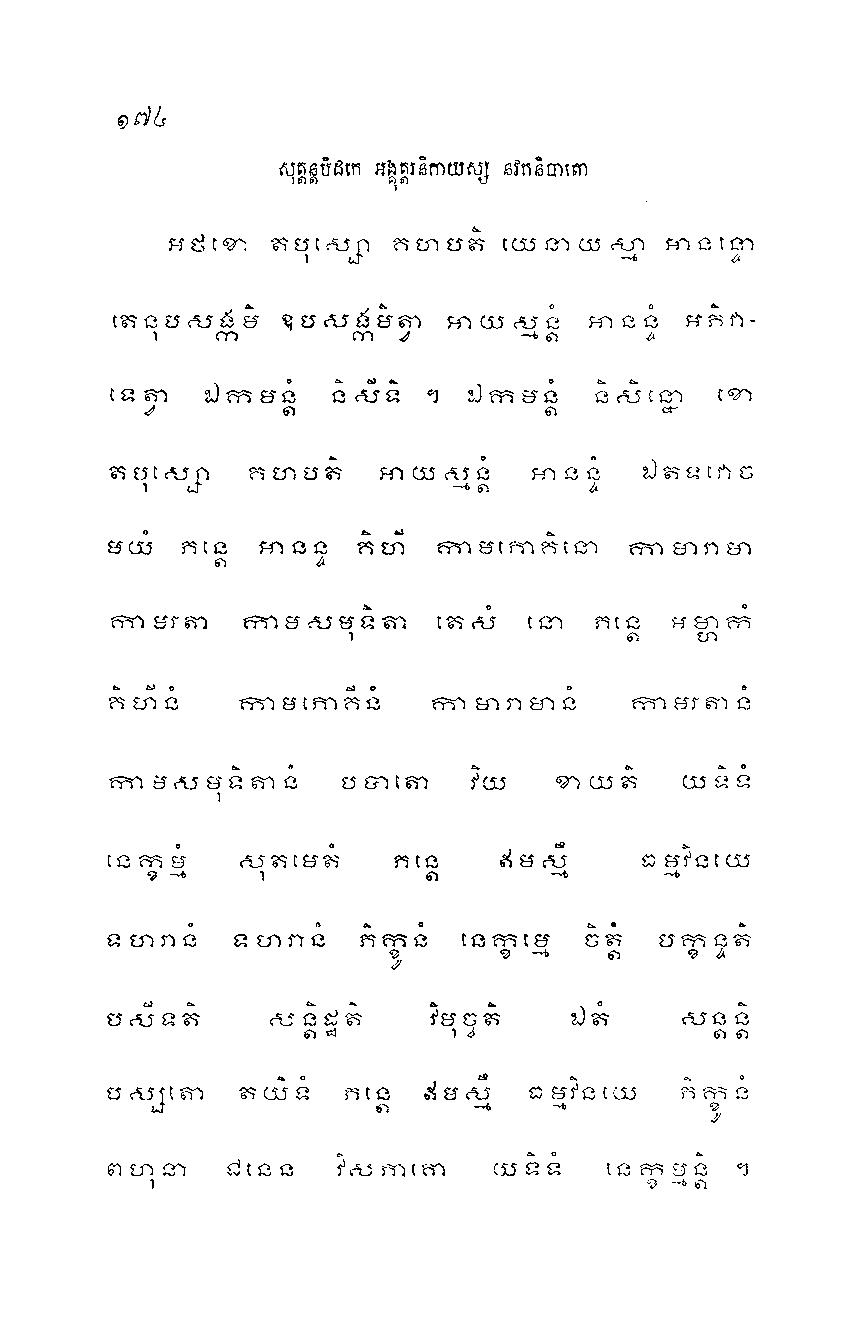 ១៧៤
សុត្តន្តបិដកេ អង្គុត្តរនិកាយស្ស នវកនិបាតោ
អថខោ តបុស្សោ គហបតិ យេនាយស្មា អានន្ទោ
តេនុបសង្កមិ ឧបសង្កមិត្វា អាយស្មន្តំ អានន្ទំ អភិវា-
ទេត្វា ឯកមន្តំ និសីទិ ។ ឯកមន្តំ និសិន្នោ ខោ
តបុស្សោ គហបតិ អាយស្មន្តំ អានន្ទំ ឯតទវោច
មយំ ភន្តេ អានន្ទ គិហី កាមភោគិនោ កាមារាមា
កាមរតា កាមសមុទិតា តេសំ នោ ភន្តេ អម្ហាកំ
គិហីនំ កាមភោគីនំ កាមារាមានំ កាមរតានំ
កាមសមុទិតានំ បបាតោ វិយ ខាយតិ យទិទំ
នេក្ខម្មំ សុតមេតំ ភន្តេ ឥមស្មឹ ធម្មវិនយេ
ទហរានំ ទហរានំ ភិក្ខូនំ នេក្ខម្មេ ចិត្តំ បក្ខន្ទតិ
បសីទតិ សន្តិដ្ឋតិ វិមុច្ចតិ ឯតំ សន្តន្តិ
បស្សតោ តយិទំ ភន្តេ ឥមស្មឹ ធម្មវិនយេ ភិក្ខូនំ
ពហុនា ជនេន វិសភាគោ យទិទំ នេក្ខម្មន្តិ ។